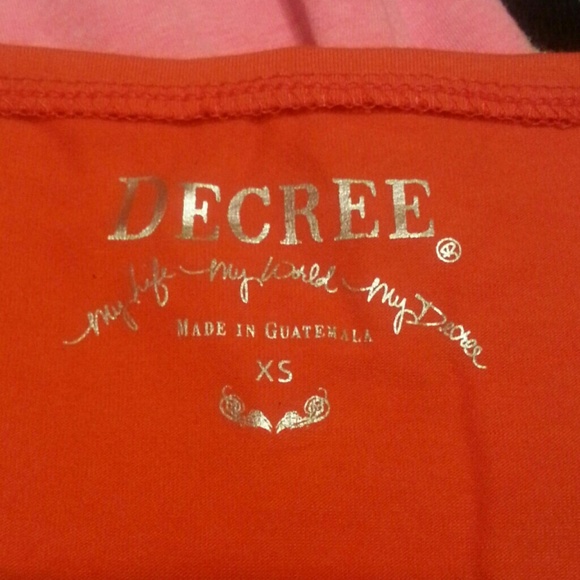 DECREE®
My Life My World My Decree
MADE IN GUATEMALA
XS